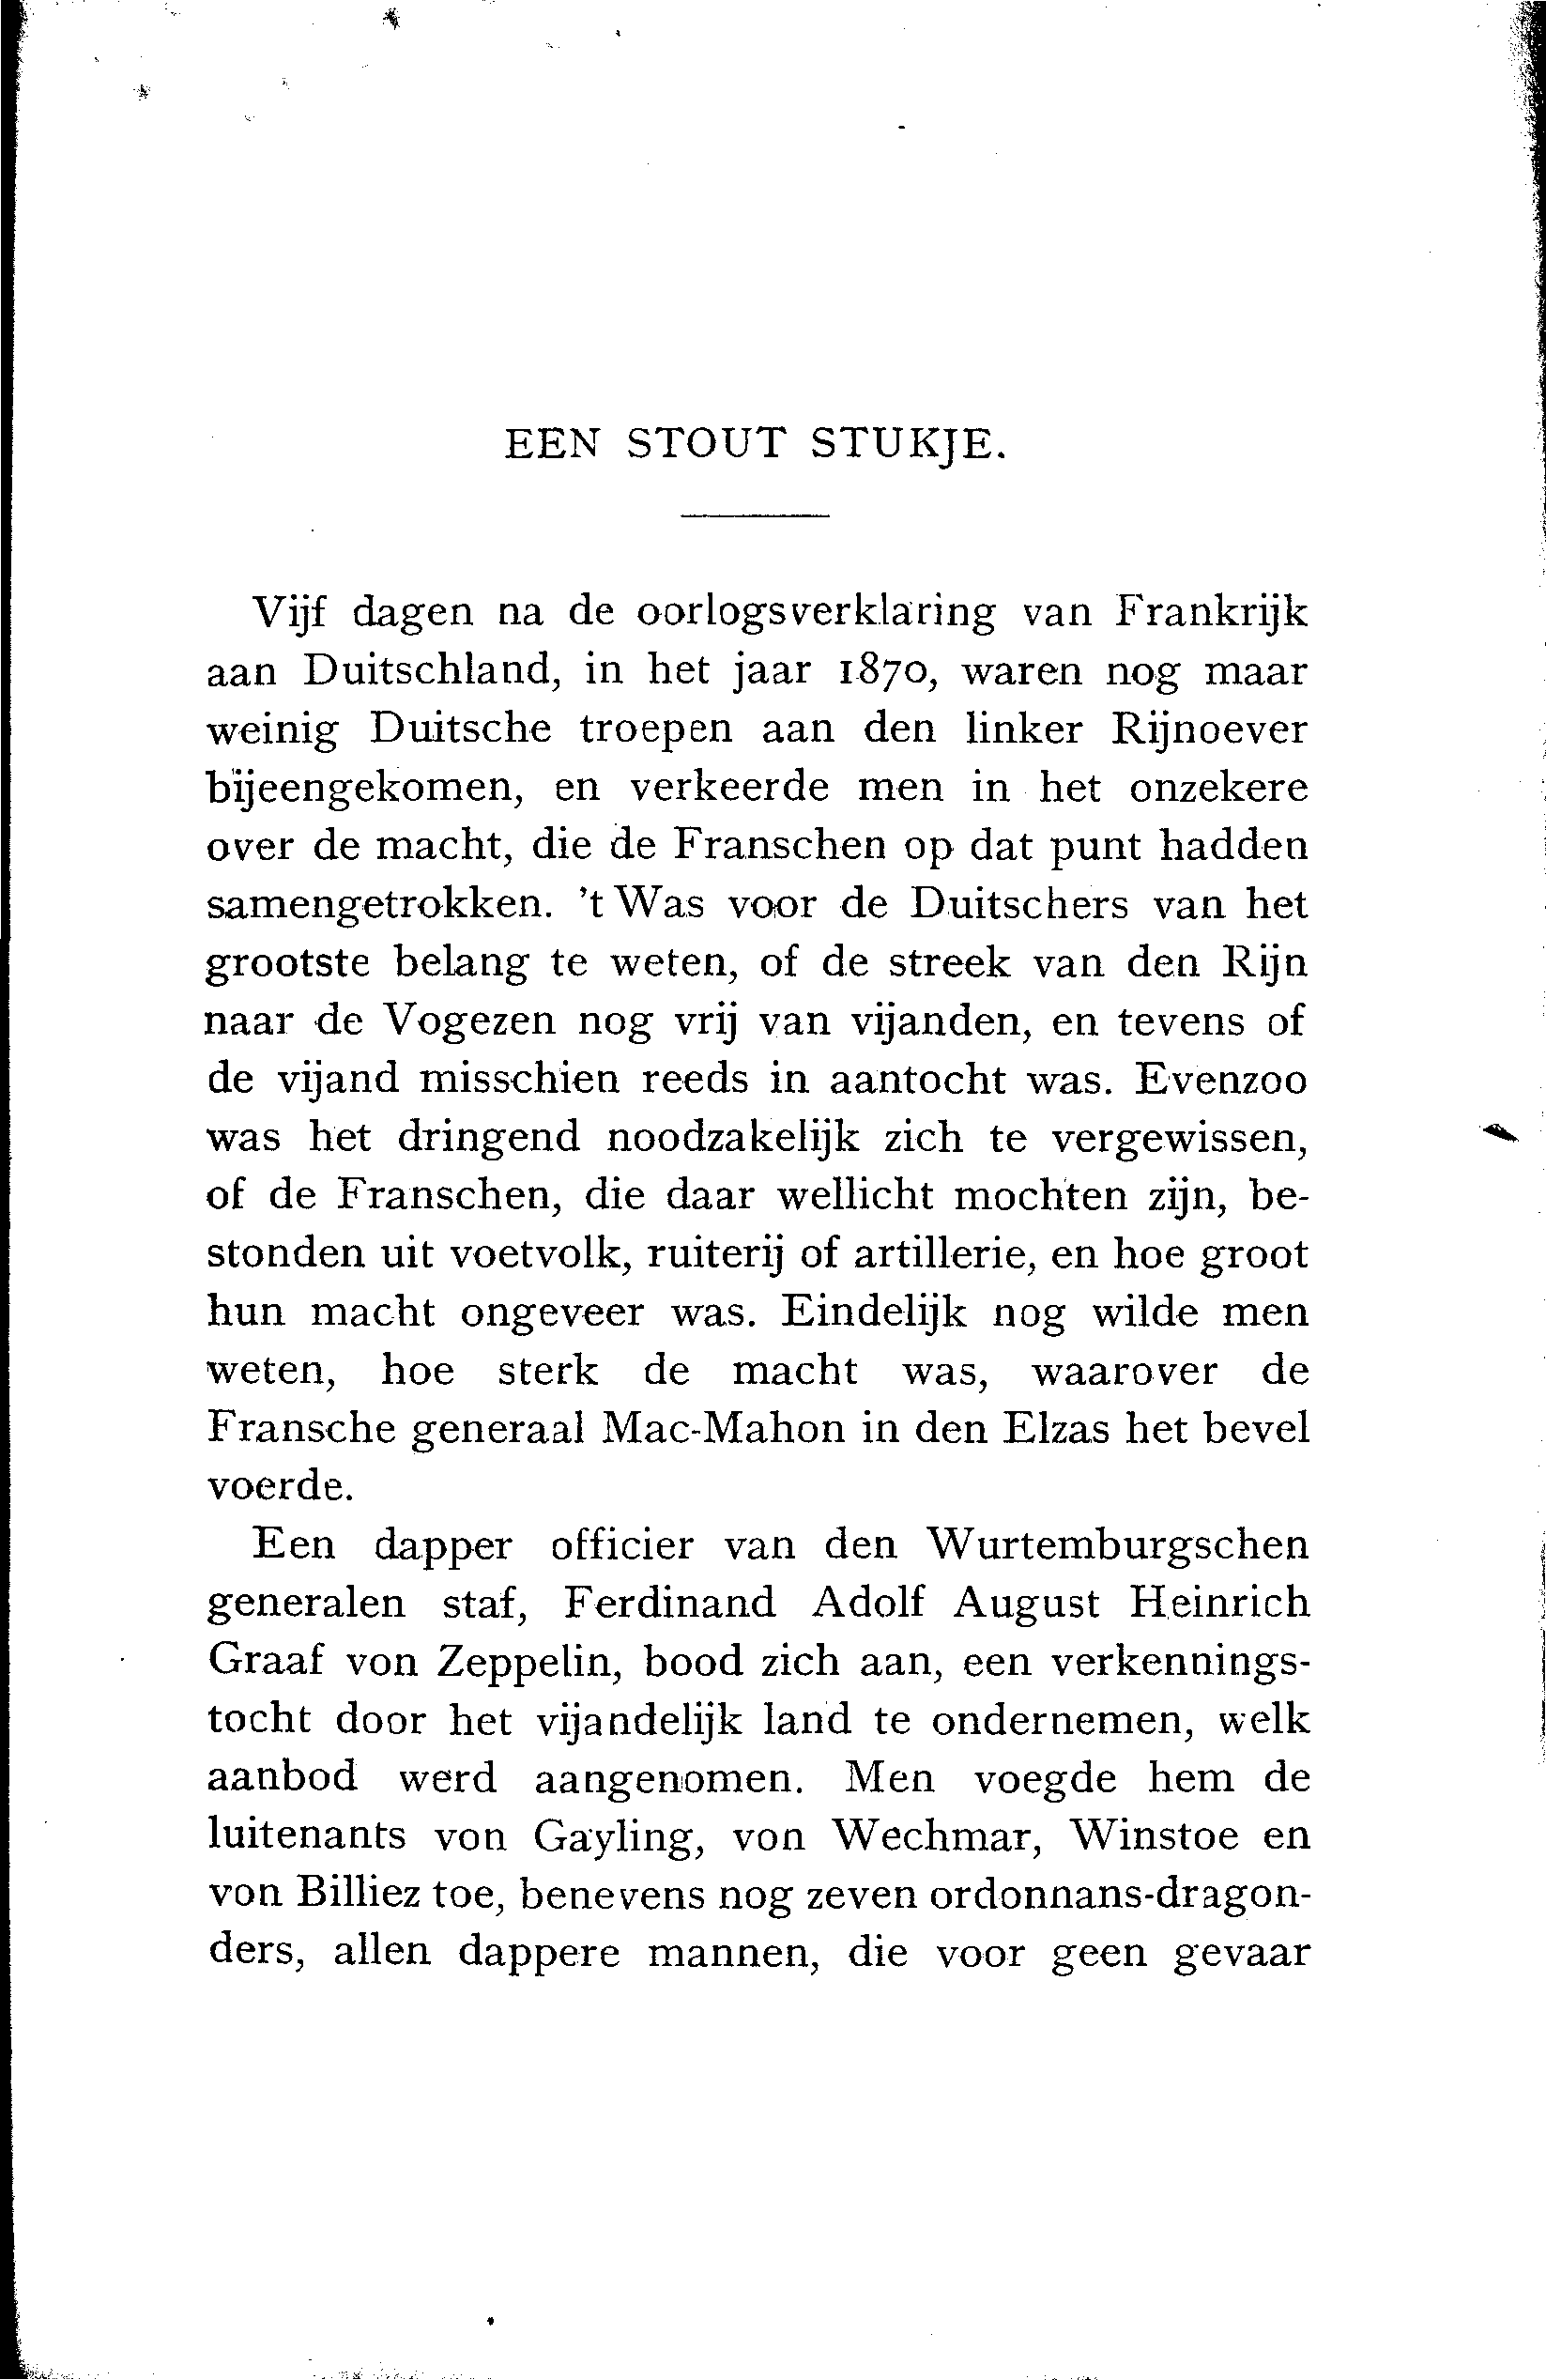 EEN STOUT STUKJE.
Vijf dagen na de oorlogsverklaring van Frankrijk
aan Duitschland, in het jaar 1870, waren nog maar
weinig Duitsche troepen aan den linker Rijnoever
bijeengekomen, en verkeerde men in het onzekere
over de macht, die de Franschen op dat punt hadden
samengetrokken. 't Was voor de Duitschers van het
grootste belang te weten, of de streek van den Rijn
naar de Vogezen nog vrij van vijanden, en tevens of
de vijand misschien reeds in aantocht was. Evenzoo
was het dringend noodzakelijk zich te vergewissen,
of de Franschen, die daar wellicht mochten zijn, be-
stonden uit voetvolk, ruiterij of artillerie, en hoe groot
hun macht ongeveer was. Eindelijk nog wilde men
weten, hoe sterk de macht was, waarover de
Fransche generaal Mac-Mahon in den Elzas het bevel
voerde.
Een dapper officier van den Wurtemburgschen
generalen staf, Ferdinand Adolf August Heinrich
Graaf von Zeppelin, bood zich aan, een verkennings-
tocht door het vijandelijk land te ondernemen, welk
aanbod werd aangenomen. Men voegde hem de
luitenants von Gayling, von Wechmar, Winstoe en
von Billiez toe, benevens nog zeven ordonnans-dragon-
ders, allen dappere mannen, die voor geen gevaar